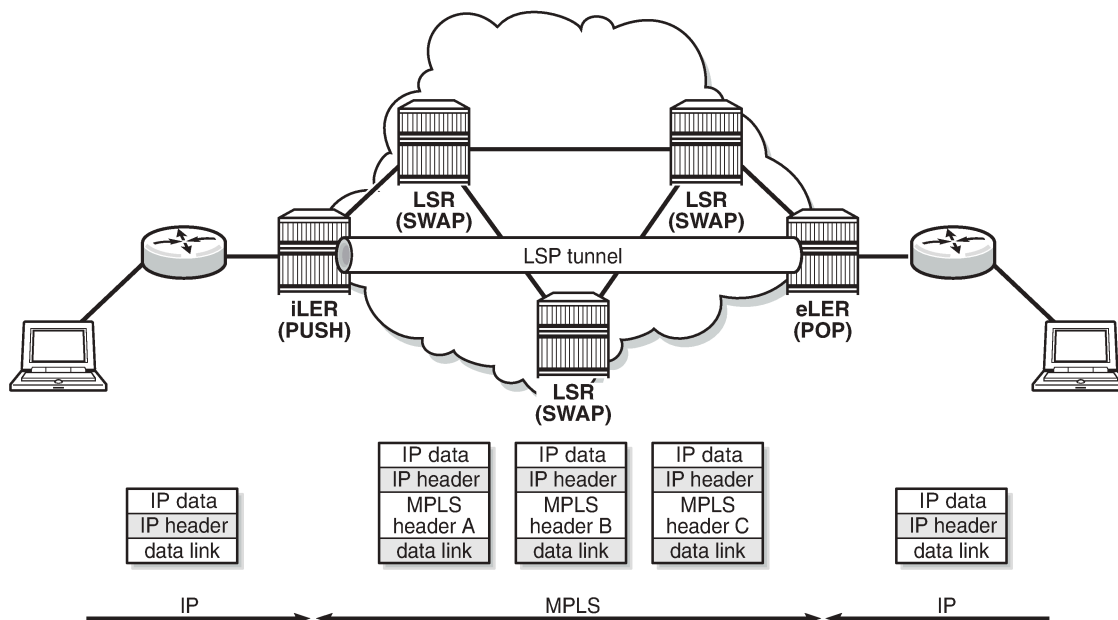 LSR
(SWAP)
LSR
(SWAP)
LSP tunnel
iLER
(PUSH)
eLER
(POP)
LSR
(SWAP)
IP data
IP header
data link
IP data
IP header
MPLS
header A
data link
IP data
IP header
MPLS
header B
data link
IP data
IP header
MPLS
header C
data link
IP data
IP header
data link
IP
MPLS
IP